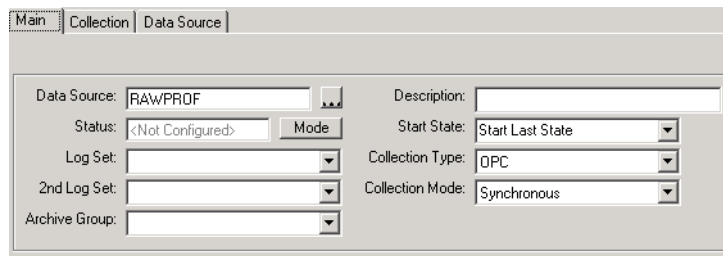 Main Collection Data Source
Data Source: RAWPROF ... Description:
Status: <Not Configured> Mode Start State: Start Last State
Log Set: Collection Type: OPC
2nd Log Set: Collection Mode: Synchronous
Archive Group: